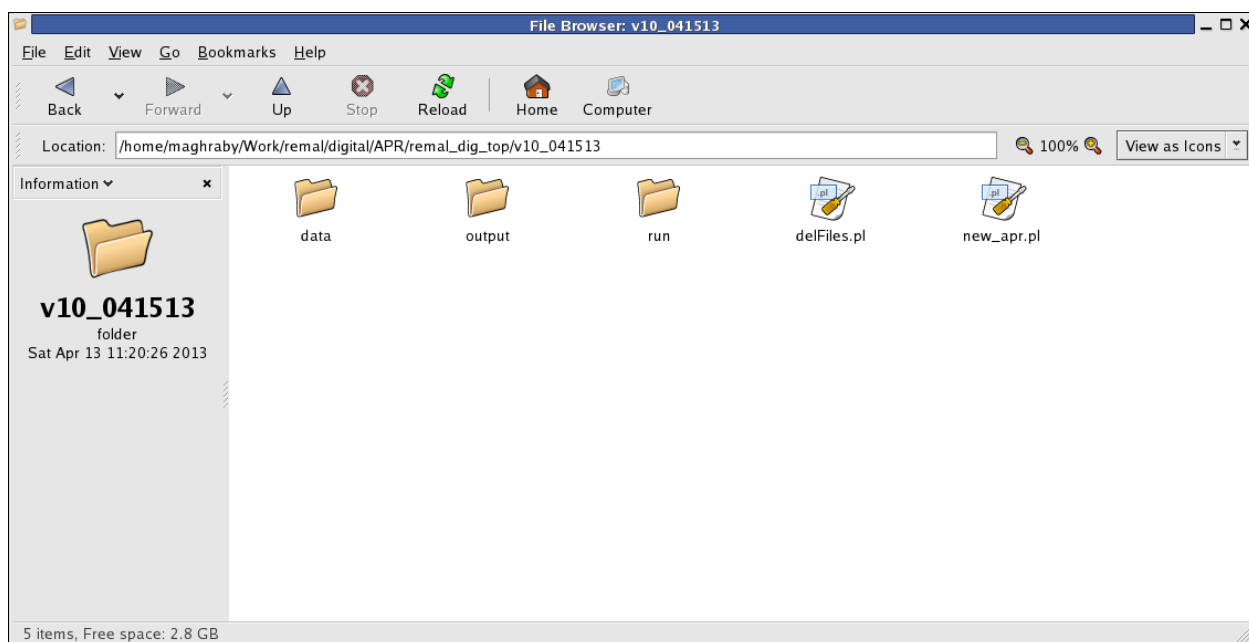 File Browser: v10_041513
File Edit View Go Bookmarks Help
Back Forward Up Stop Reload Home Computer
Location: /home/maghraby/Work/remal/digital/APR/remal_dig_top/v10_041513 100% View as Icons
Information
.pl .pl
data output run delFiles.pl new_apr.pl
v10_041513
folder
Sat Apr 13 11:20:26 2013
5 items, Free space: 2.8 GB